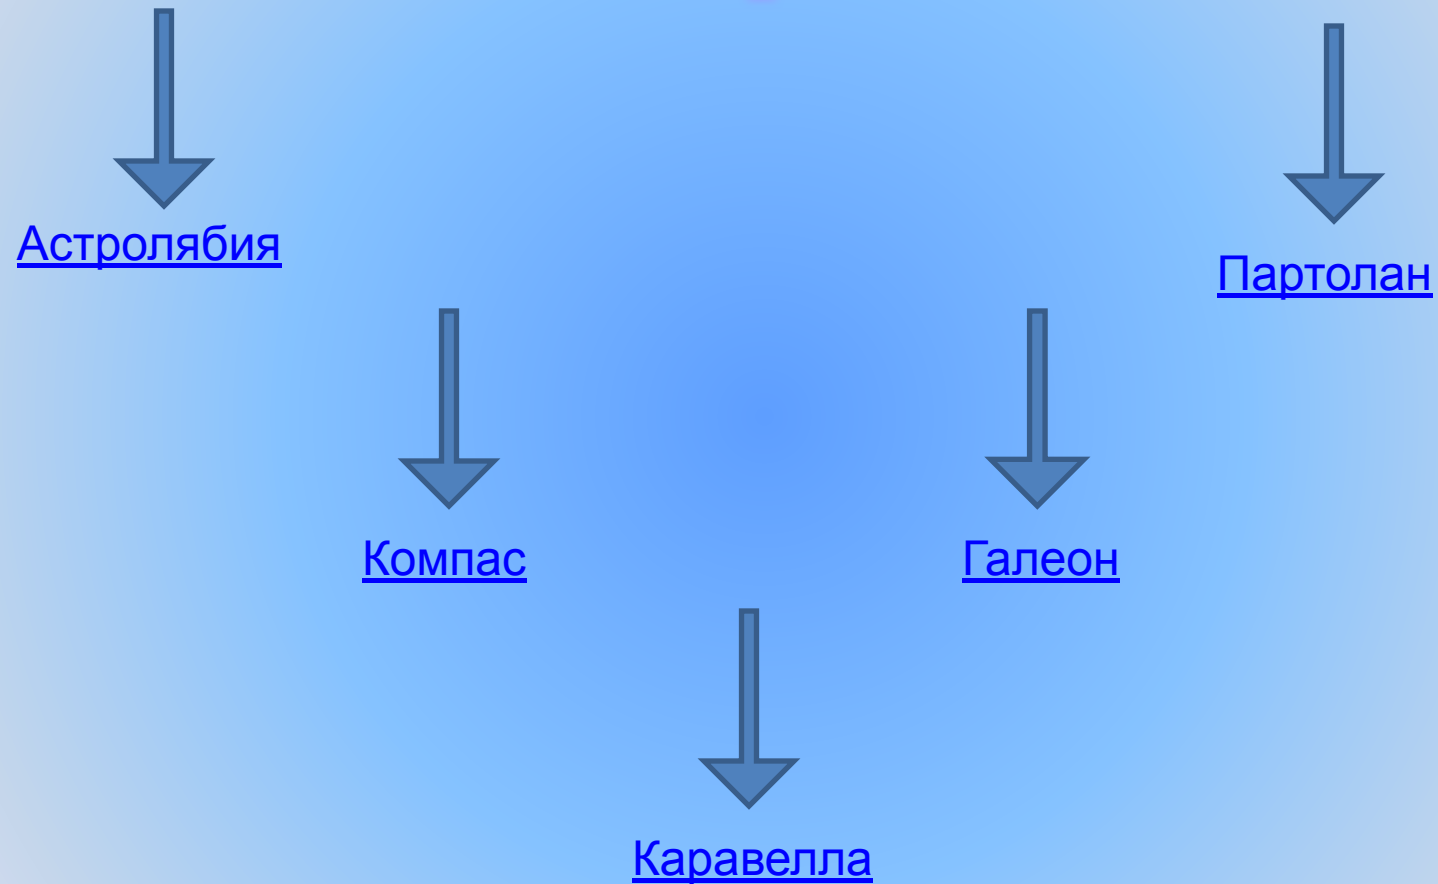 Астролябия
Партолан
Компас
Галеон
Каравелла